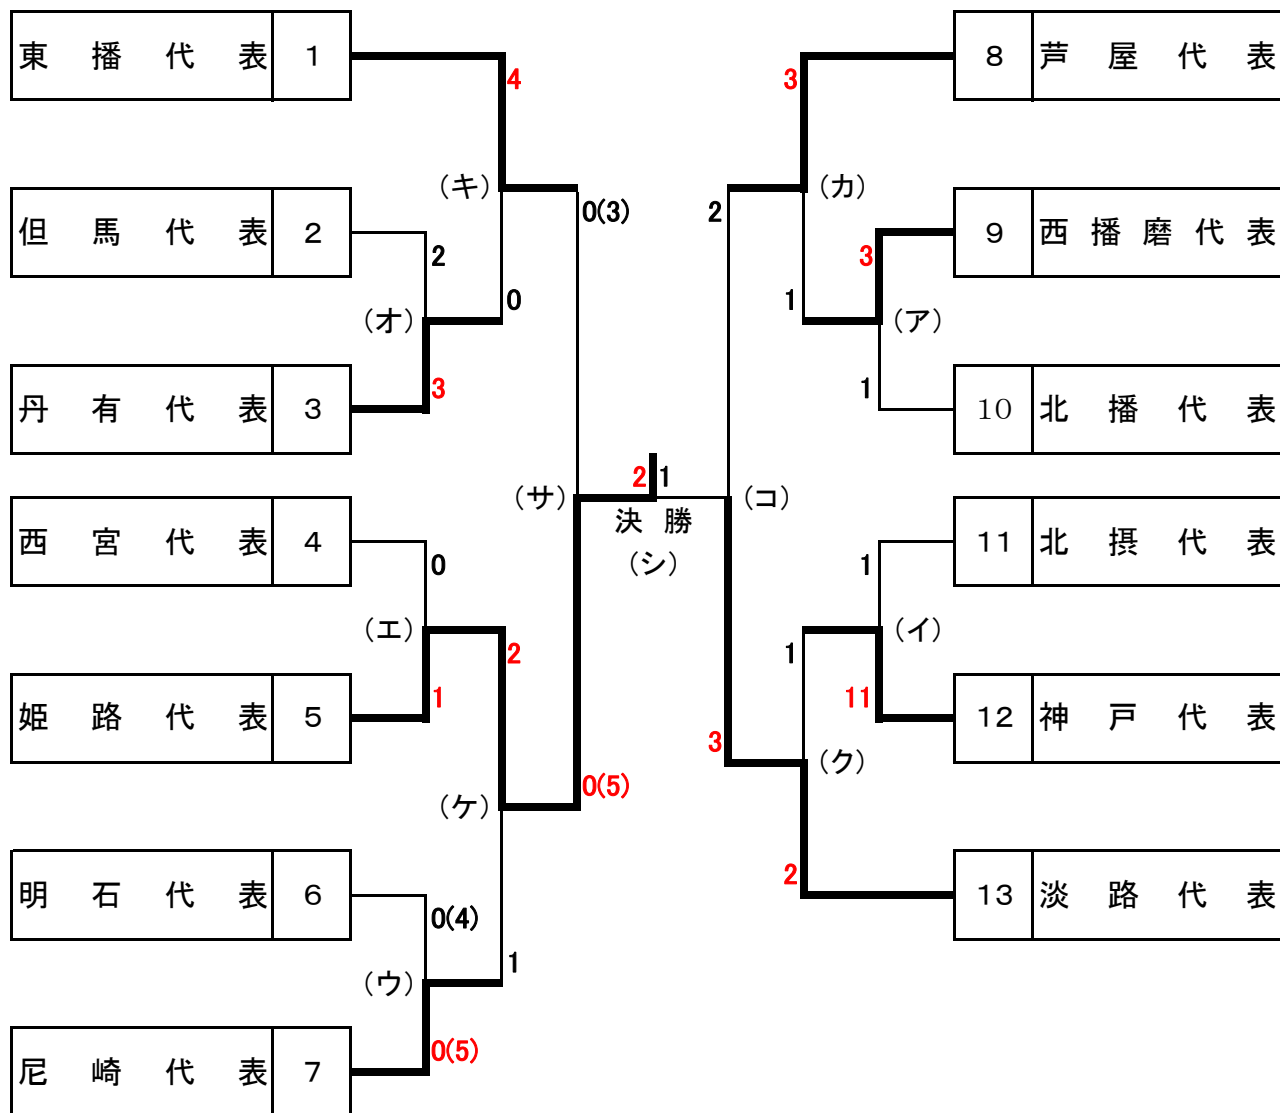 東播代表 1
4
(キ)
0(3)
但馬代表 2
2
(オ)
0
丹有代表 3
3
西宮代表 4
0
(サ)
(エ)
2
姫路代表 5
1
(ケ)
0(5)
明石代表 6
0(4)
(ウ)
1
尼崎代表 7
0(5)
2 1
決勝
(シ)
8 芦屋代表
3
(カ)
2
9 西播磨代表
3
1
(ア)
10 北播代表
1
(コ)
11 北摂代表
1
(イ)
1
12 神戸代表
11
3
(ク)
13 淡路代表
2